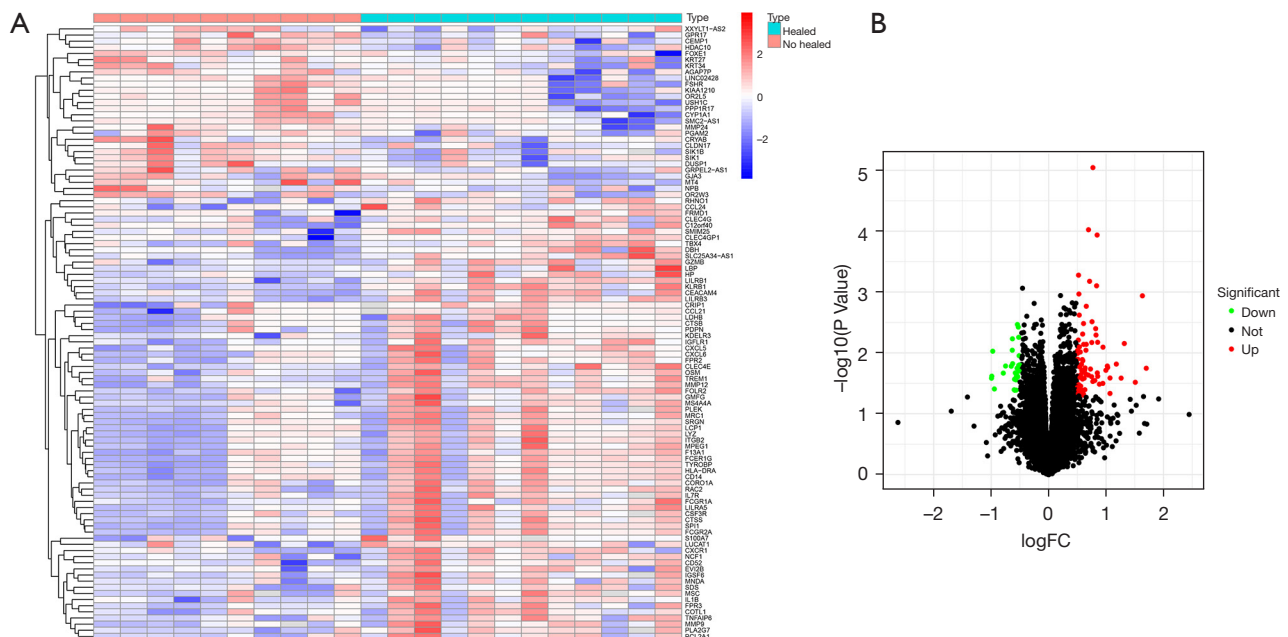 A
Type
XXYLT1−AS2
GPR17
CEMP1
HDAC10
FOXE1
KRT27
KRT34
AGAP7P
LINC02428
FSHR
KIAA1210
OR2L5
USH1C
PPP1R17
CYP1A1
SMC2−AS1
MMP24
PGAM2
CRYAB
CLDN17
SIK1B
SIK1
DUSP1
GRPEL2−AS1
GJA3
MT4
NPB
OR2W3
RHNO1
CCL24
FRMD1
CLEC4G
C12orf40
SMIM25
CLEC4GP1
TBX4
DBH
SLC25A34−AS1
GZMB
LBP
HP
LILRB1
KLRB1
CEACAM4
LILRB3
CRIP1
CCL21
LDHB
CTSB
PDPN
KDELR3
IGFLR1
CXCL5
CXCL6
FPR2
CLEC4E
OSM
TREM1
MMP12
FOLR2
GMFG
MS4A4A
PLEK
MRC1
SRGN
LCP1
LYZ
ITGB2
MPEG1
F13A1
FCER1G
TYROBP
HLA−DRA
CD14
CORO1A
RAC2
IL7R
FCGR1A
LILRA5
CSF3R
CTSS
SPI1
FCGR2A
S100A7
LUCAT1
CXCR1
NCF1
CD52
EVI2B
IGSF6
MNDA
SDS
MSC
IL1B
FPR3
COTL1
TNFAIP6
MMP9
PLA2G7
BCL2A1
2
0
−2
Type
Healed
No healed
B
5
4
3
2
1
0
−log10(P Value)
−2
−1
0
1
2
logFC
Significant
Down
Not
Up